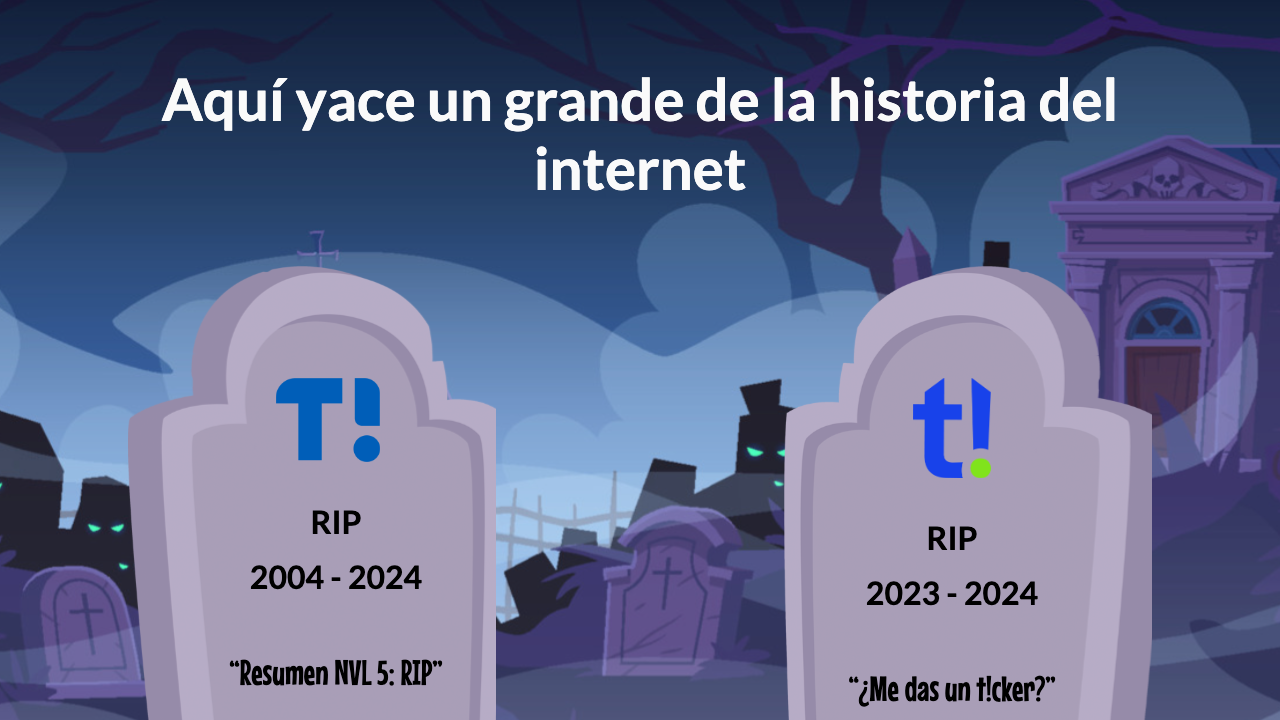 Aquí yace un grande de la historia del
internet
T!
RIP
2004 - 2024
“Resumen NVL 5: RIP”
t!
RIP
2023 - 2024
“¿Me das un t!cker?”